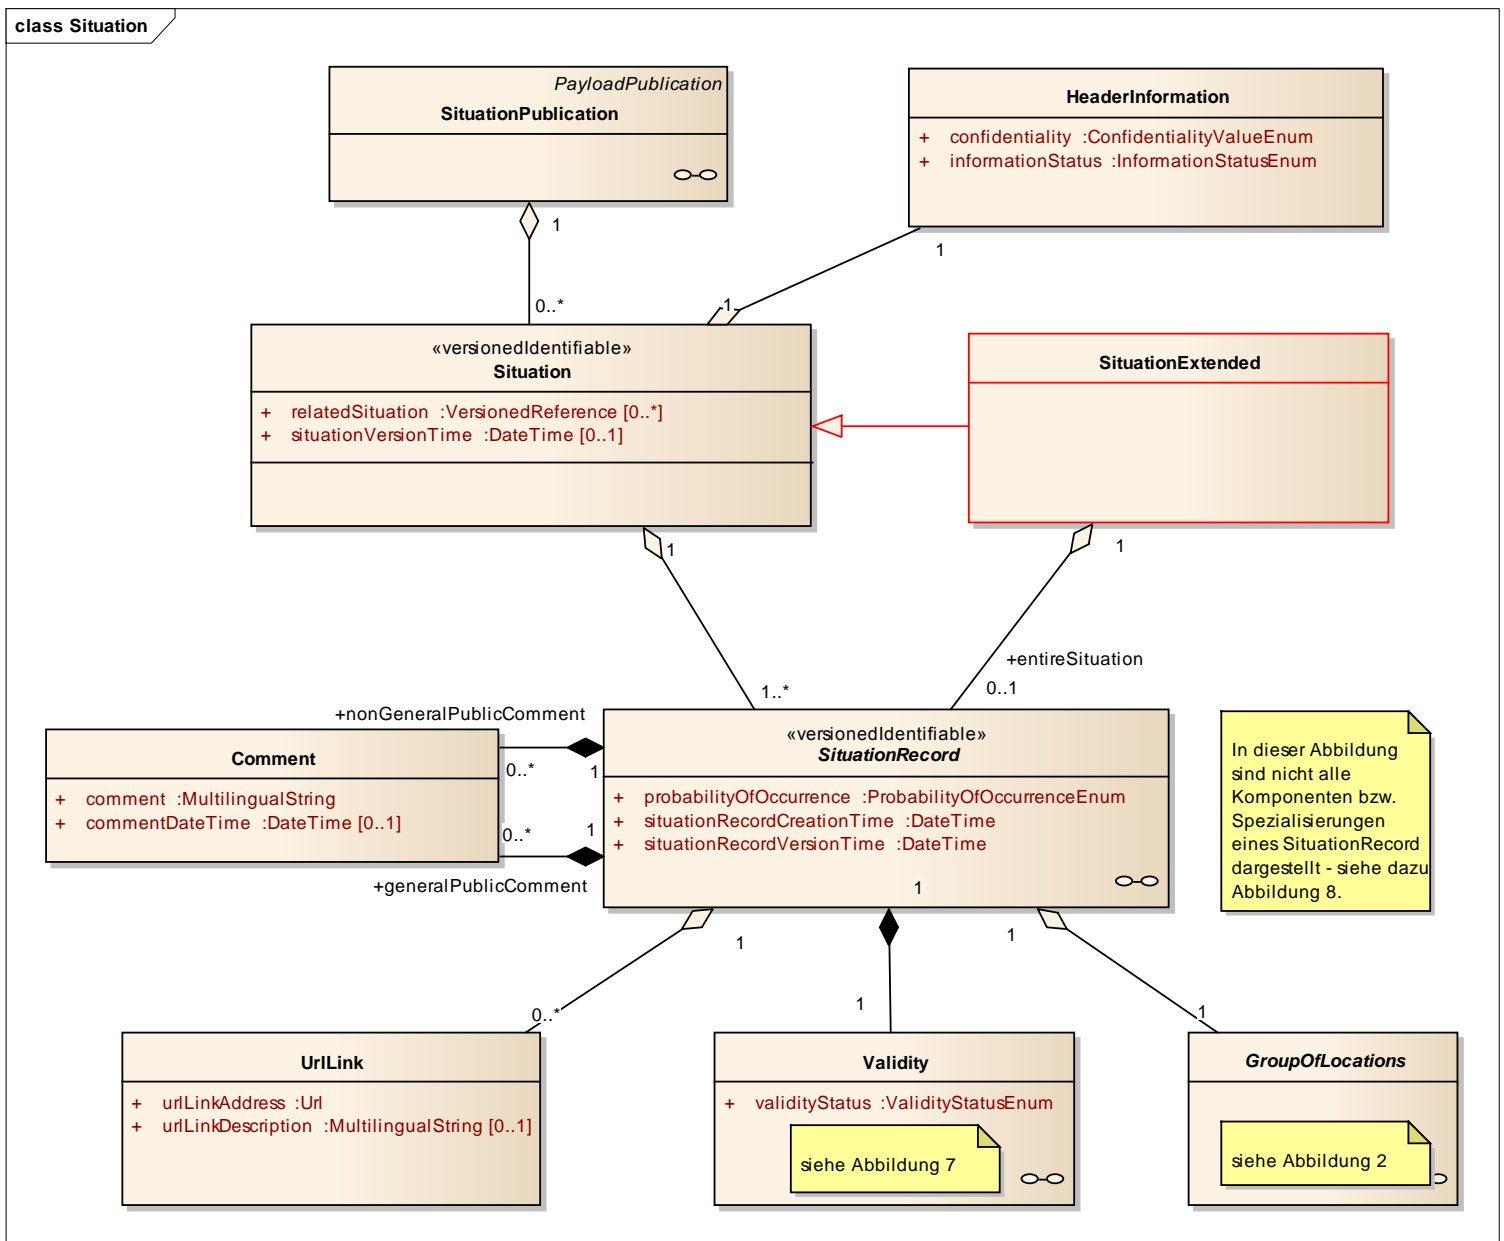 class Situation
PayloadPublication
SituationPublication
HeaderInformation
+ confidentiality :ConfidentialityValueEnum
+ informationStatus :InformationStatusEnum
1
1
0..*
1
«versionedIdentifiable»
Situation
+ relatedSituation :VersionedReference [0..*]
+ situationVersionTime :DateTime [0..1]
SituationExtended
1
1
+entireSituation
0..1
1..*
+nonGeneralPublicComment
0..*
1
Comment
+ comment :MultilingualString
+ commentDateTime :DateTime [0..1]
0..*
1
+generalPublicComment
«versionedIdentifiable»
SituationRecord
+ probabilityOfOccurrence :ProbabilityOfOccurrenceEnum
+ situationRecordCreationTime :DateTime
+ situationRecordVersionTime :DateTime
In dieser Abbildung
sind nicht alle
Komponenten bzw.
Spezialisierungen
eines SituationRecord
dargestellt - siehe dazu
Abbildung 8.
1
1
1
0..*
1
1
UrlLink
+ urlLinkAddress :Url
+ urlLinkDescription :MultilingualString [0..1]
Validity
+ validityStatus :ValidityStatusEnum
siehe Abbildung 7
GroupOfLocations
siehe Abbildung 2